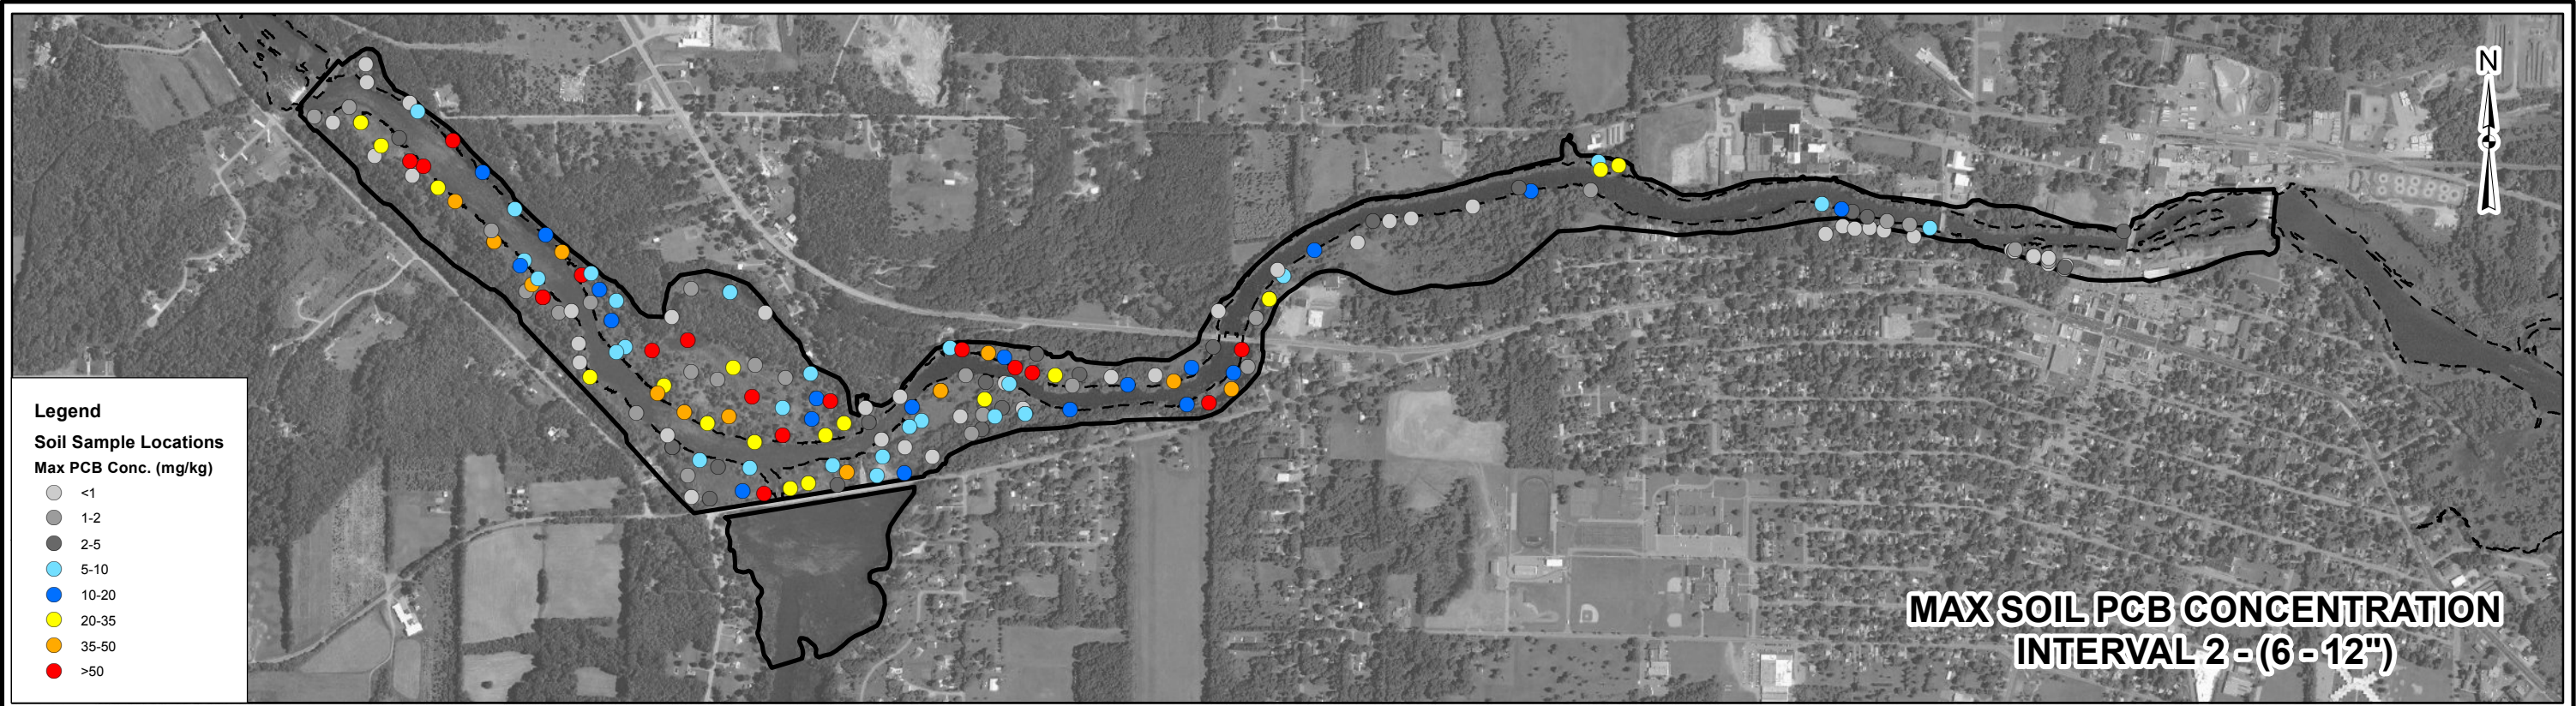 N
Legend
Soil Sample Locations
Max PCB Conc. (mg/kg)
<1
1-2
2-5
5-10
10-20
20-35
35-50
>50
MAX SOIL PCB CONCENTRATION
INTERVAL 2 - (6 - 12")